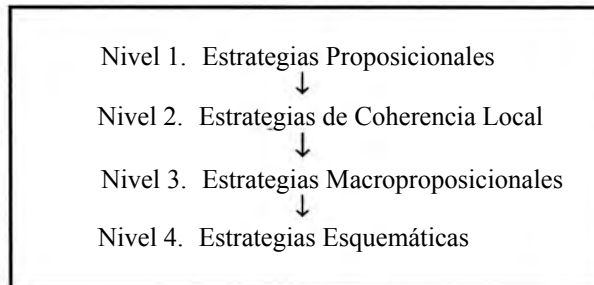 Nivel 1. Estrategias Proposicionales
↓
Nivel 2. Estrategias de Coherencia Local
↓
Nivel 3. Estrategias Macroproposicionales
↓
Nivel 4. Estrategias Esquemáticas